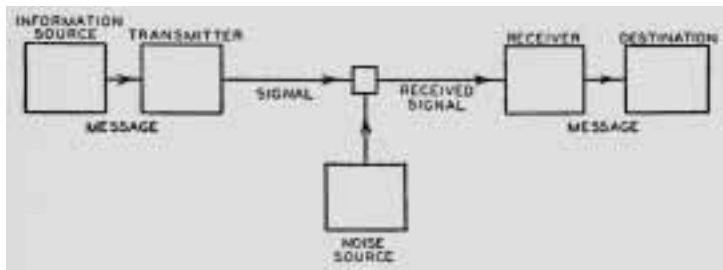 INFORMATION
SOURCE
TRANSMITTER
RECEIVER
DESTINATION
SIGNAL
RECEIVED
SIGNAL
MESSAGE
MESSAGE
NOISE
SOURCE